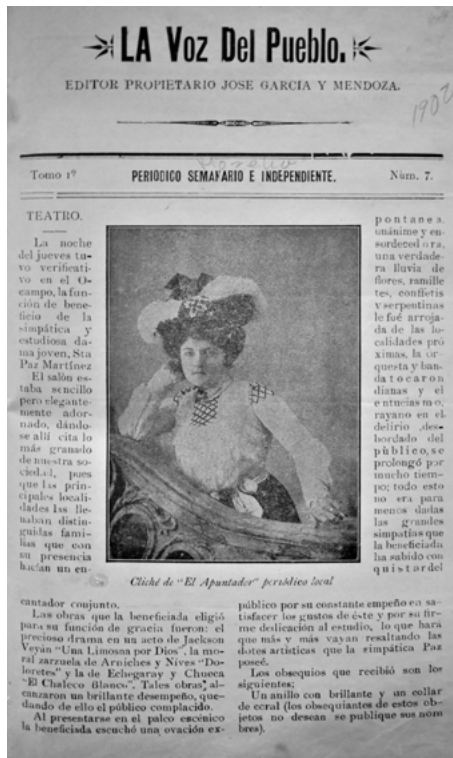 LA Voz Del Pueblo.
EDITOR PROPIETARIO JOSE GARCIA Y MENDOZA.
1902
Morelia
Tomo 1º PERIODICO SEMANARIO E INDEPENDIENTE. Núm. 7.
TEATRO.
La noche
del jueves tu-
vo verificati-
vo en el O-
campo, la fun-
ción de bene-
ficio de la
simpática y
estudiosa da-
ma joven, Sta
Paz Martínez
El salón es-
taba sencillo
pero elegante-
mente ador-
nado, dándo-
se allí cita lo
más granado
de nuestra so-
ciedad, pues
que las prin-
cipales locali-
dades las lle-
naban distin-
guidas fami-
lias que con
su presencia
hacían un en-
cantador conjunto.
Las obras que la beneficiada eligió
para su función de gracia fueron: el
precioso drama en un acto de Jackson
Veyán "Una Limosna por Dios", la mo-
ral zarzuela de Arniches y Nives "Do-
loretes" y la de Echegaray y Chueca
"El Chaleco Blanco". Tales obras, al-
canzaron un brillante desempeño, que-
dando de ello el público complacido.
Al presentarse en el palco escénico
la beneficiada escuchó una ovación ex-
pontanea,
unánime y en-
sordecedora,
una verdade-
ra lluvia de
flores, ramille
tes, conffetis
y serpentinas
le fué arroja-
da de las lo-
calidades pró
ximas, la or-
questa y ban-
da tocaron
dianas y el
entuciasmo,
rayano en el
delirio des-
bordado del
público, se
prolongó por
mucho tiem-
po; todo esto
no era para
menos dadas
las grandes
simpatías que
la beneficiada
ha sabido con
quistar del
Cliché de "El Apuntador" periódico local
público por su constante empeño en sa-
tisfacer los gustos de éste y por su fir-
me dedicación al estudio, lo que hará
que más y más vayan resaltando las
dotes artísticas que la simpática Paz
poseé.
Los obsequios que recibió son los
siguientes;
Un anillo con brillante y un collar
de coral (los obsequiantes de estos ob-
jetos no desean se publique sus nom
bres).